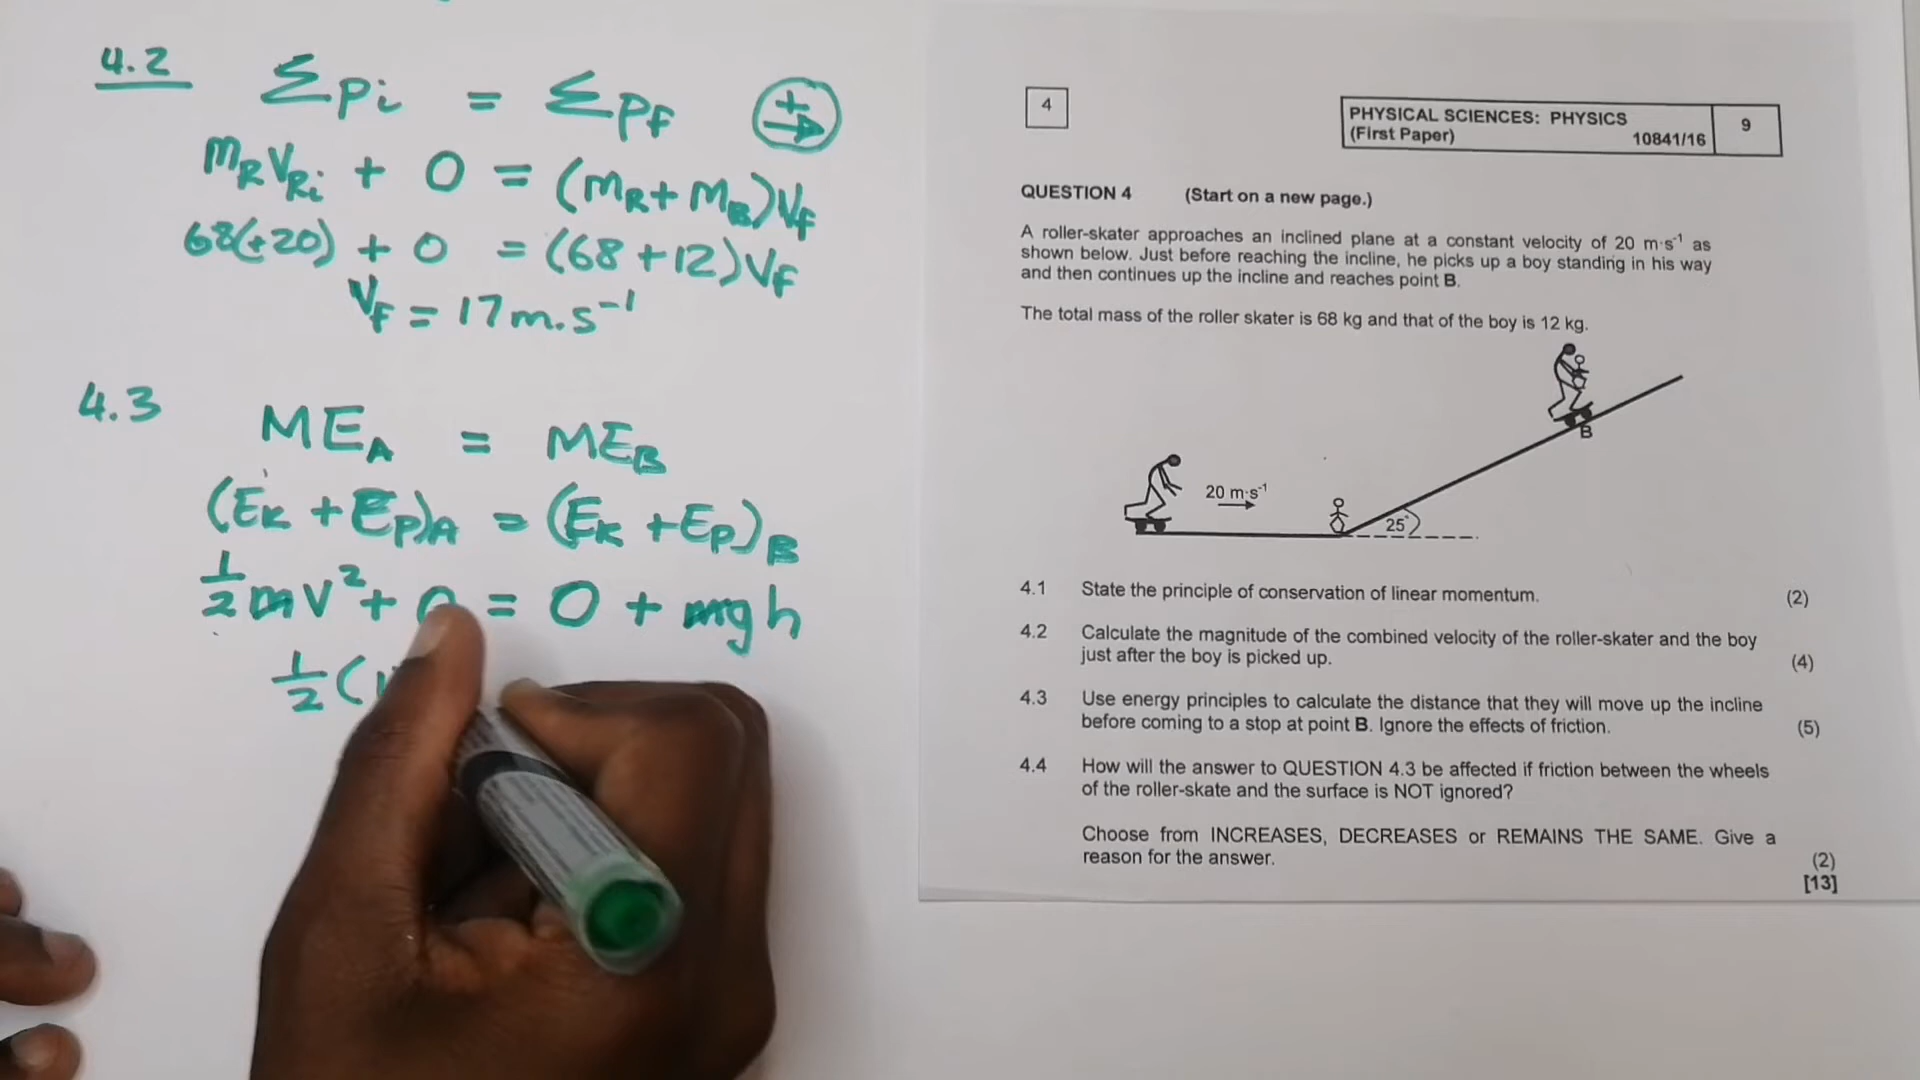 4.2 Σpi = Σpf +
mRVRi + 0 = (mR + mB)Vf
68(+20) + 0 = (68 + 12)Vf
Vf = 17 m.s⁻¹
4.3
MEA = MEB
(EK + EP)A = (EK + EP)B
½mv² + 0 = 0 + mgh
½(
4
PHYSICAL SCIENCES: PHYSICS
(First Paper) 10841/16
9
QUESTION 4 (Start on a new page.)
A roller-skater approaches an inclined plane at a constant velocity of 20 m·s⁻¹ as
shown below. Just before reaching the incline, he picks up a boy standing in his way
and then continues up the incline and reaches point B.
The total mass of the roller skater is 68 kg and that of the boy is 12 kg.
B
20 m·s⁻¹
25°
4.1 State the principle of conservation of linear momentum. (2)
4.2 Calculate the magnitude of the combined velocity of the roller-skater and the boy
just after the boy is picked up. (4)
4.3 Use energy principles to calculate the distance that they will move up the incline
before coming to a stop at point B. Ignore the effects of friction. (5)
4.4 How will the answer to QUESTION 4.3 be affected if friction between the wheels
of the roller-skate and the surface is NOT ignored?
Choose from INCREASES, DECREASES or REMAINS THE SAME. Give a
reason for the answer. (2)
[13]